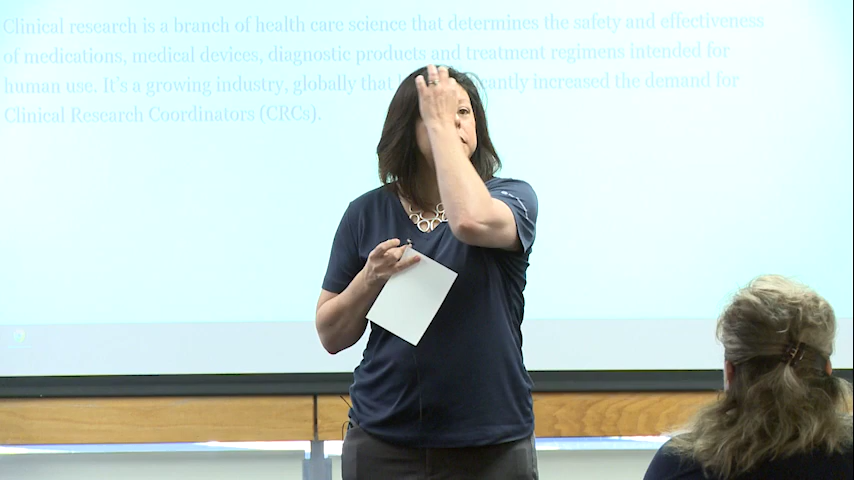 Clinical research is a branch of health care science that determines the safety and effectiveness
of medications, medical devices, diagnostic products and treatment regimens intended for
human use. It's a growing industry, globally that increased the demand for
Clinical Research Coordinators (CRCs).